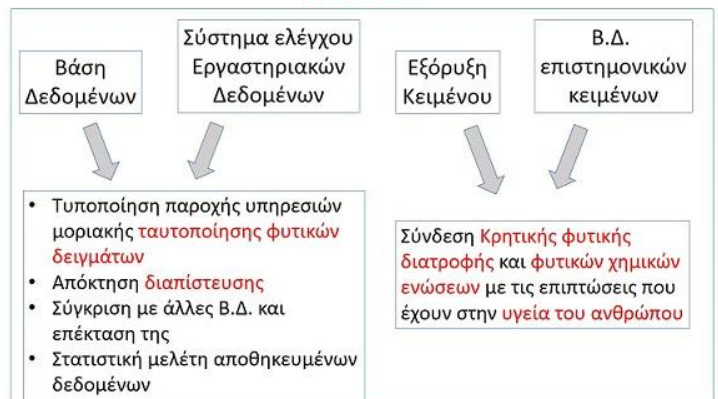 Βάση
Δεδομένων
Σύστημα ελέγχου
Εργαστηριακών
Δεδομένων
Εξόρυξη
Κειμένου
Β.Δ.
επιστημονικών
κειμένων
• Τυποποίηση παροχής υπηρεσιών
μοριακής ταυτοποίησης φυτικών
δειγμάτων
• Απόκτηση διαπίστευσης
• Σύγκριση με άλλες Β.Δ. και
επέκταση της
• Στατιστική μελέτη αποθηκευμένων
δεδομένων
Σύνδεση Κρητικής φυτικής
διατροφής και φυτικών χημικών
ενώσεων με τις επιπτώσεις που
έχουν στην υγεία του ανθρώπου